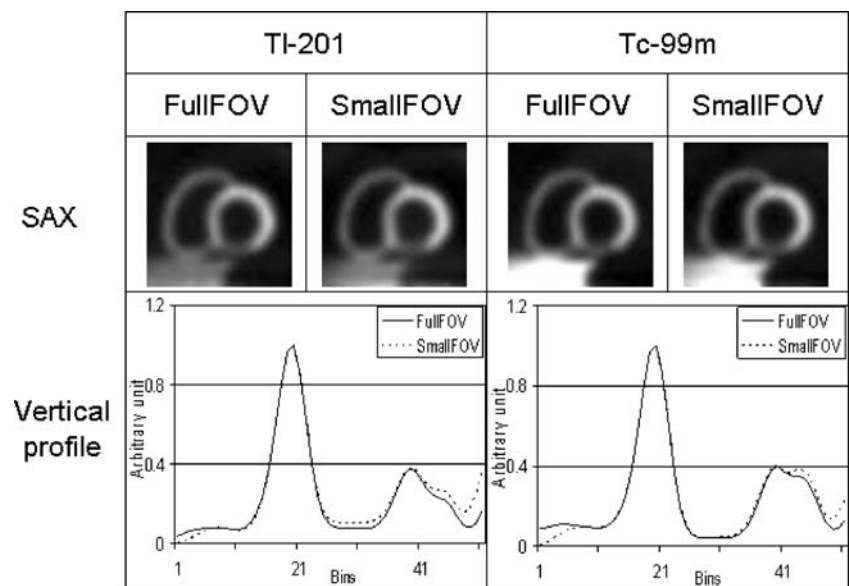 Tl-201 Tc-99m
FullFOV SmallFOV FullFOV SmallFOV
SAX
Vertical profile
1.2
0.8
0.4
0
Arbitrary unit
FullFOV
SmallFOV
1 21 41
Bins
1.2
0.8
0.4
0
Arbitrary unit
FullFOV
SmallFOV
1 21 41
Bins